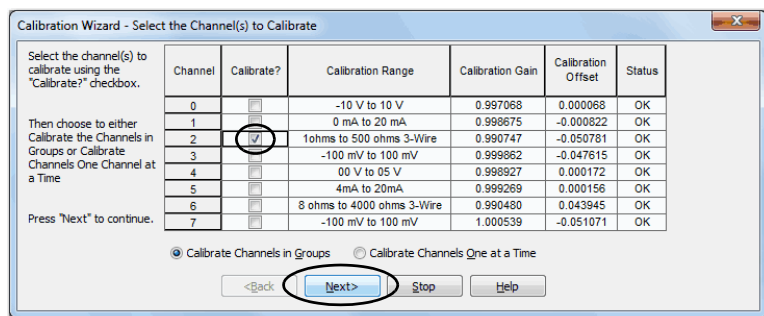 Calibration Wizard - Select the Channel(s) to Calibrate
Select the channel(s) to
calibrate using the
"Calibrate?" checkbox.
Then choose to either
Calibrate the Channels in
Groups or Calibrate
Channels One Channel at
a Time
Press "Next" to continue.
Channel Calibrate? Calibration Range Calibration Gain Calibration Offset Status
0 -10 V to 10 V 0.997068 0.000068 OK
1 0 mA to 20 mA 0.998675 -0.000822 OK
2 1ohms to 500 ohms 3-Wire 0.990747 -0.050781 OK
3 -100 mV to 100 mV 0.999862 -0.047615 OK
4 00 V to 05 V 0.998927 0.000172 OK
5 4mA to 20mA 0.999269 0.000156 OK
6 8 ohms to 4000 ohms 3-Wire 0.990480 0.043945 OK
7 -100 mV to 100 mV 1.000539 -0.051071 OK
Calibrate Channels in Groups Calibrate Channels One at a Time
<Back Next> Stop Help